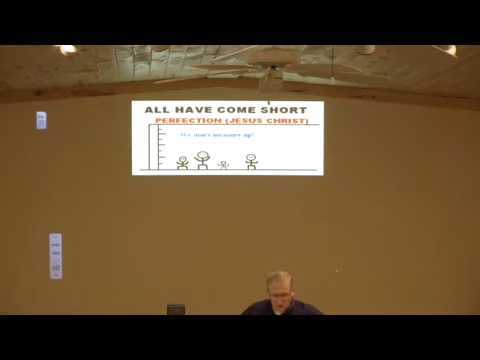 ALL HAVE COME SHORT
PERFECTION (JESUS CHRIST)
We don't measure up!